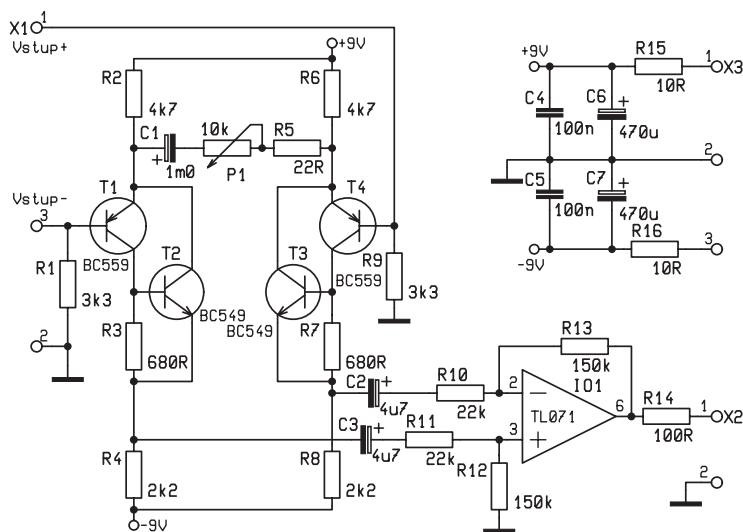 X1
1
Vstup+
+9V
R2
4k7
R6
4k7
C1
+
1m0
10k
P1
R5
22R
Vstup-
3
T1
BC559
T2
BC549
T3
BC549
T4
BC559
R9
3k3
R1
3k3
2
R3
680R
R7
680R
C2
+
4u7
R10
22k
C3
+
4u7
R11
22k
R4
2k2
R8
2k2
-9V
R12
150k
R13
150k
IO1
TL071
2
-
3
+
6
R14
100R
1
X2
2
+9V
R15
10R
1
X3
C4
100n
C6
+
470u
2
C5
100n
C7
+
470u
-9V
R16
10R
3